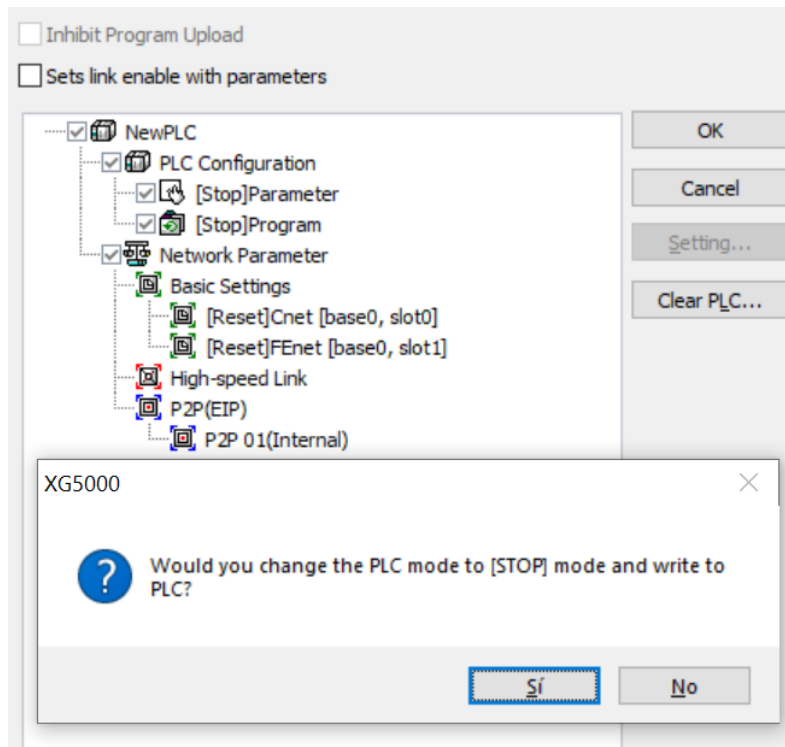 Inhibit Program Upload
Sets link enable with parameters
NewPLC
OK
PLC Configuration
[Stop]Parameter
Cancel
[Stop]Program
Network Parameter
Setting...
Basic Settings
Clear PLC...
[Reset]Cnet [base0, slot0]
[Reset]FEnet [base0, slot1]
High-speed Link
P2P(EIP)
P2P 01(Internal)
XG5000
Would you change the PLC mode to [STOP] mode and write to
PLC?
Sí
No